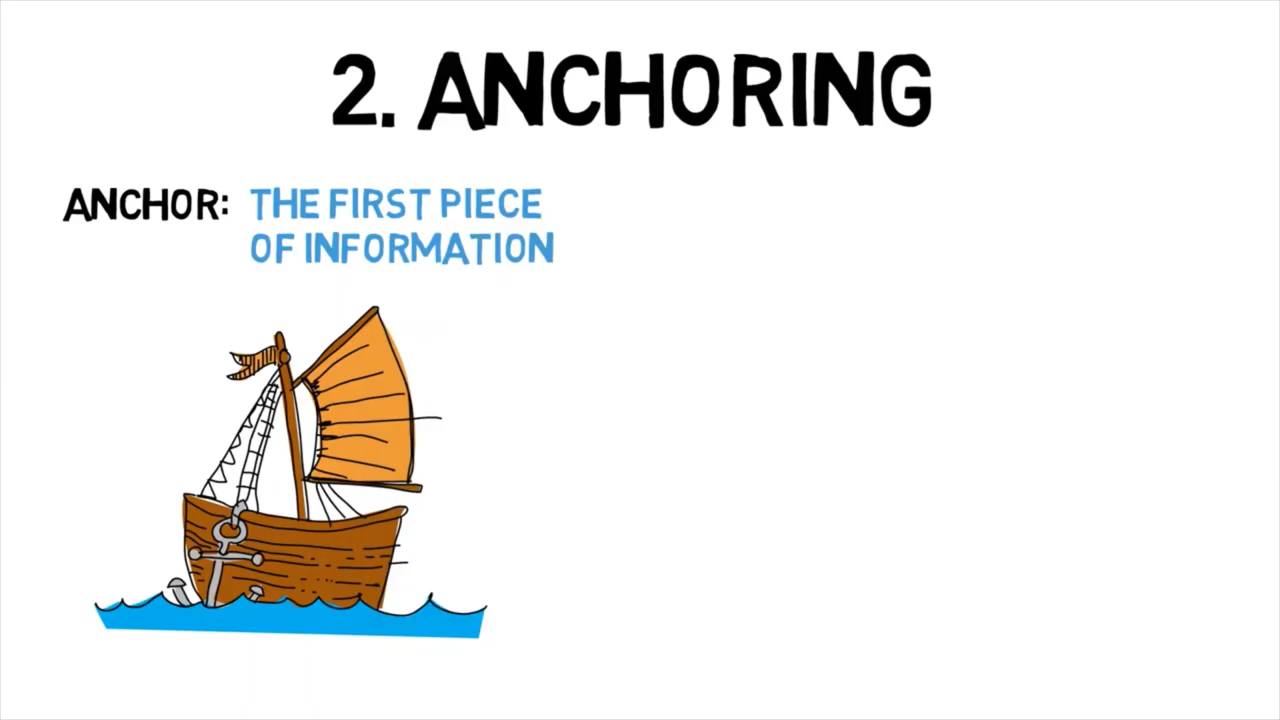 2. ANCHORING
ANCHOR: THE FIRST PIECE
OF INFORMATION